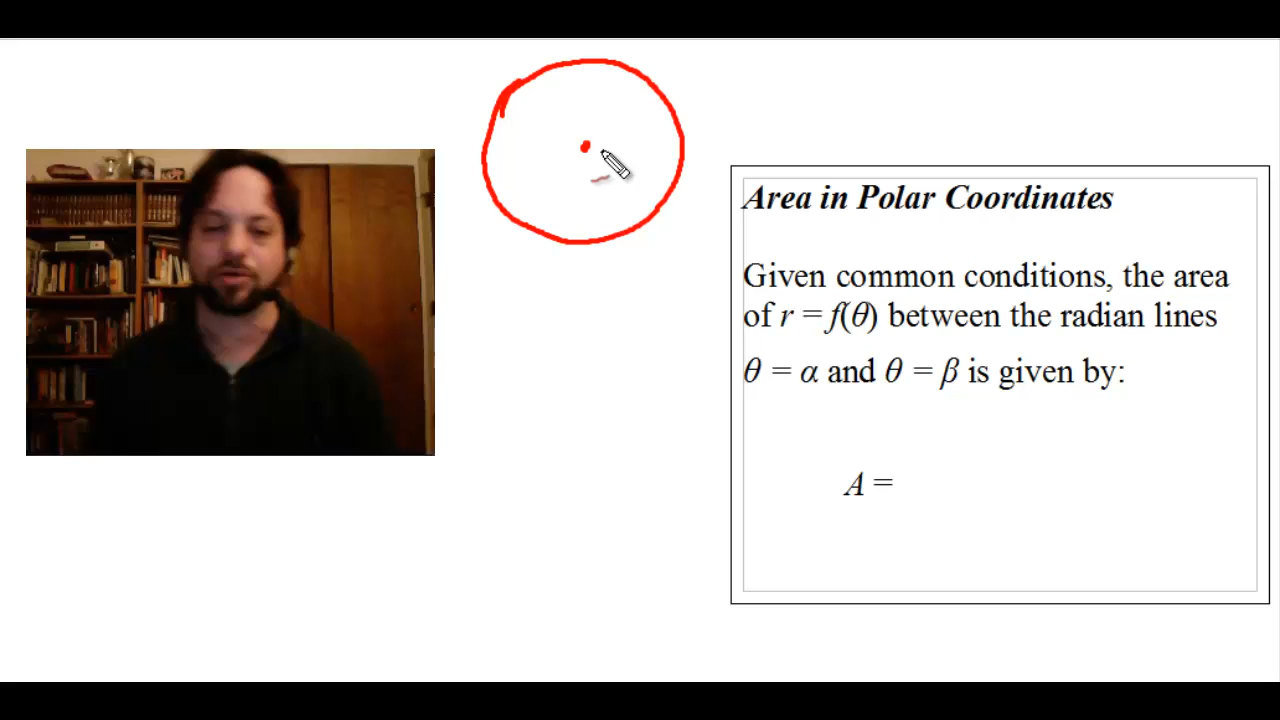 Area in Polar Coordinates
Given common conditions, the area
of r = f(θ) between the radian lines
θ = α and θ = β is given by:
A =